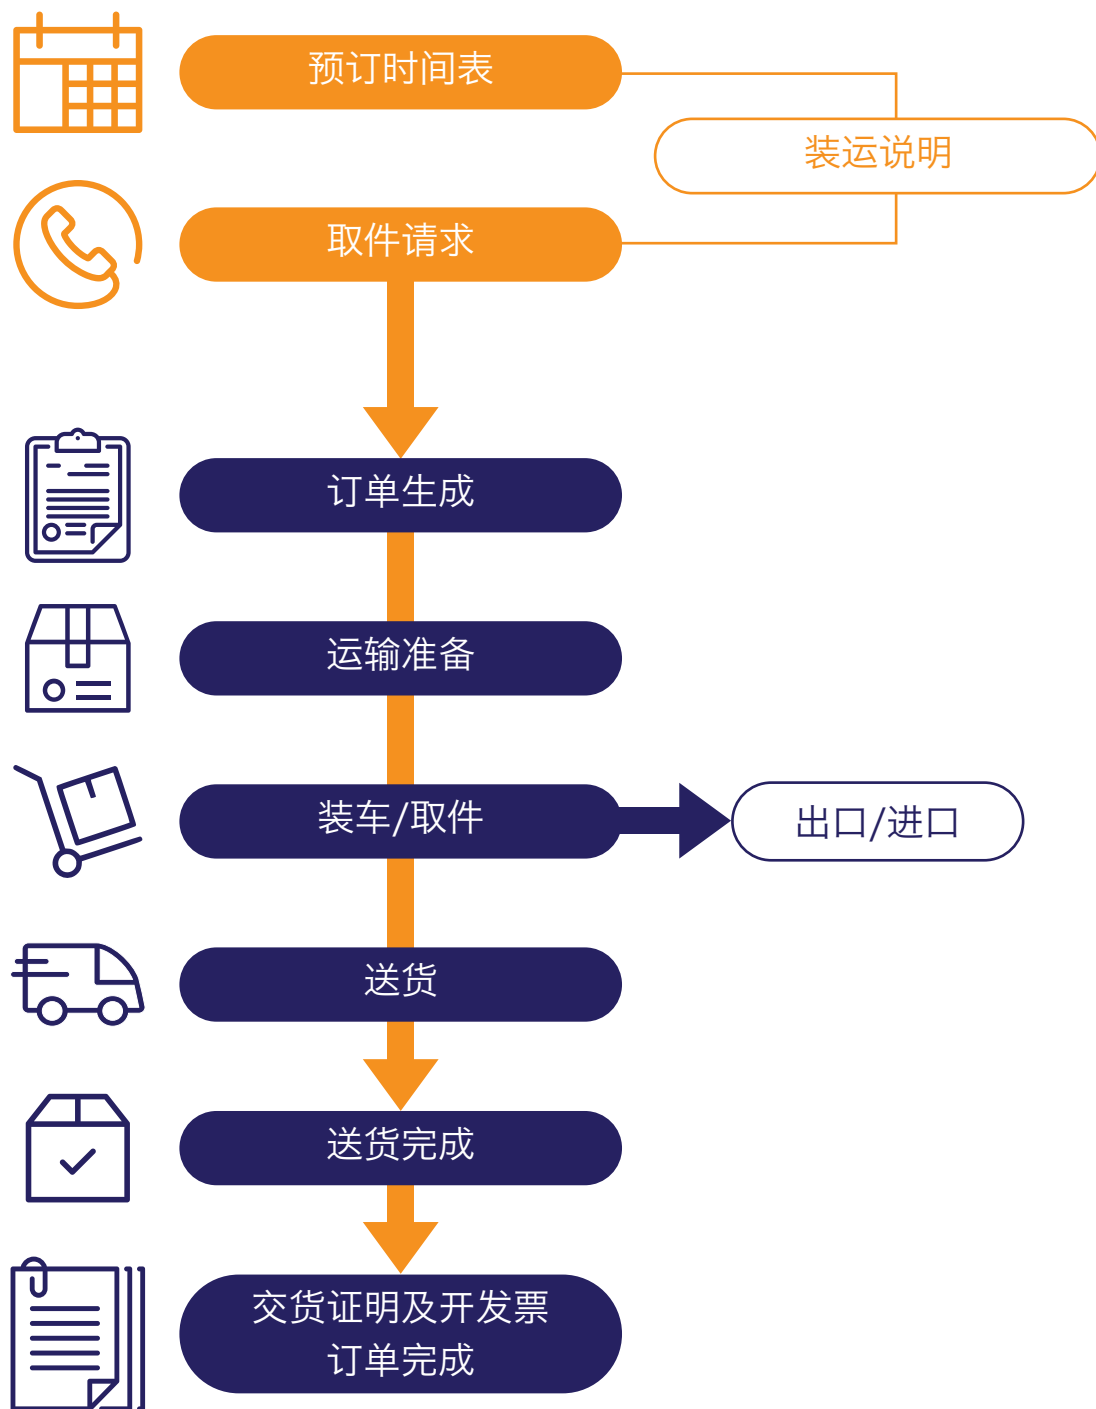 预订时间表
装运说明
取件请求
订单生成
运输准备
装车/取件
出口/进口
送货
送货完成
交货证明及开发票
订单完成